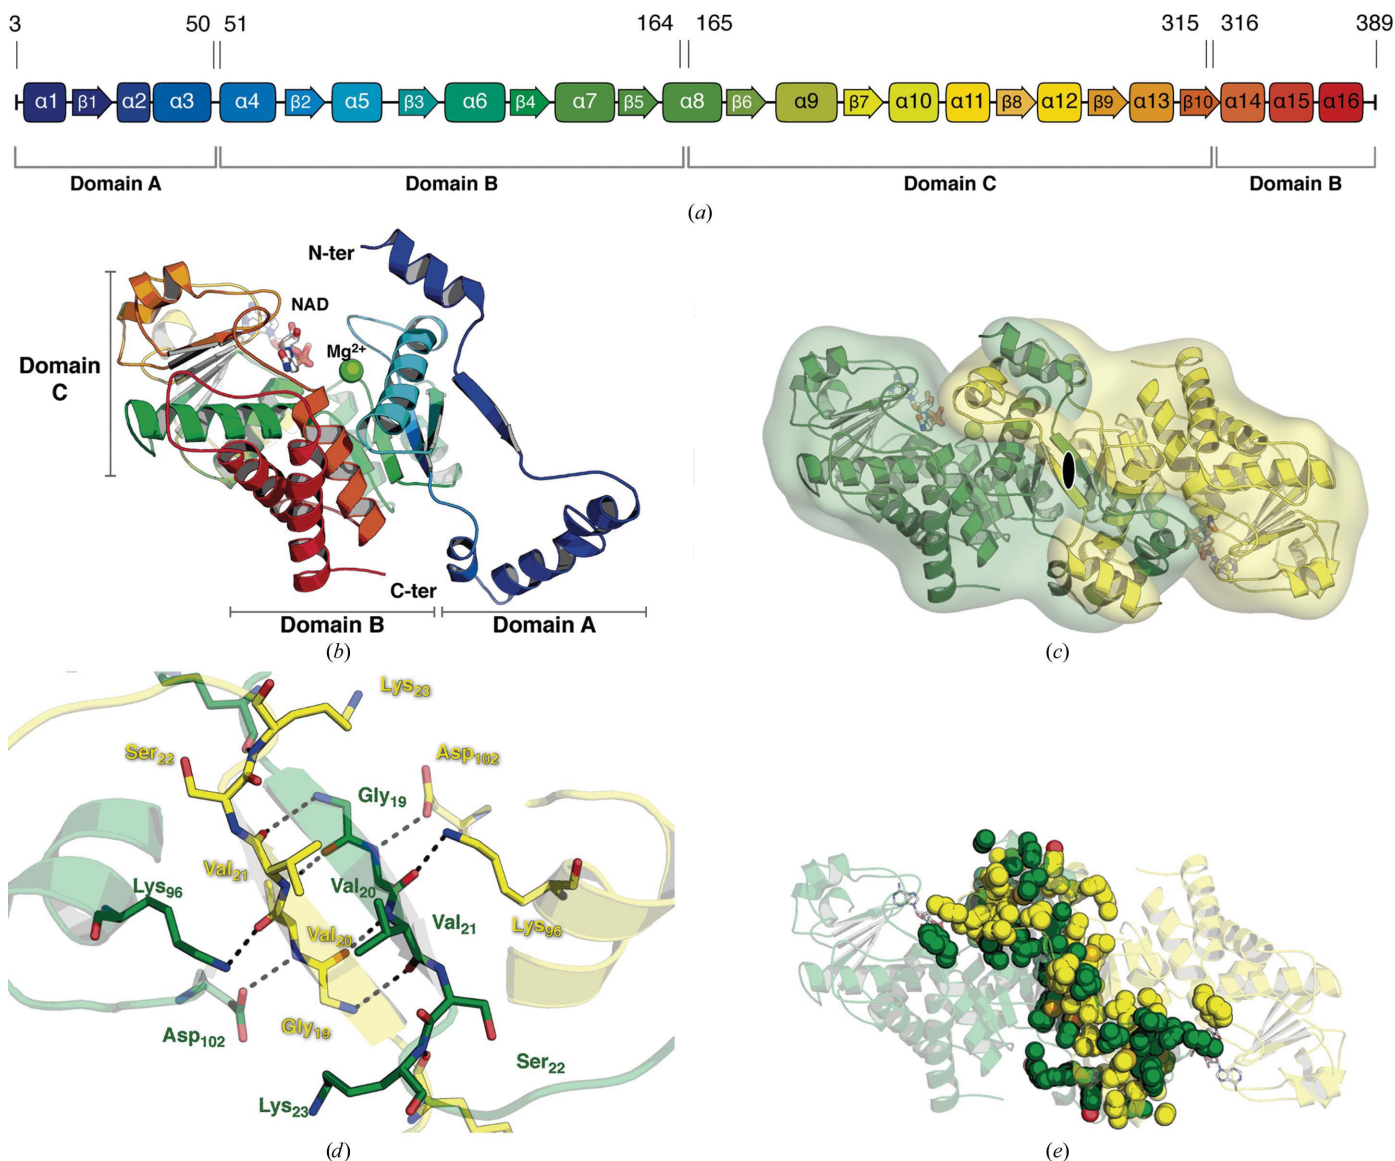 3 50 51 164 165 315 316 389
α1 β1 α2 α3 α4 β2 α5 β3 α6 β4 α7 β5 α8 β6 α9 β7 α10 α11 β8 α12 β9 α13 β10 α14 α15 α16
Domain A Domain B Domain C Domain B
(a)
N-ter
NAD
Mg2+
Domain
C
C-ter
Domain B Domain A
(b)
(c)
Lys23
Ser22
Asp102
Gly19
Val21
Lys96
Val20
Val21
Lys96
Val20
Gly19
Asp102
Ser22
Lys23
(d)
(e)